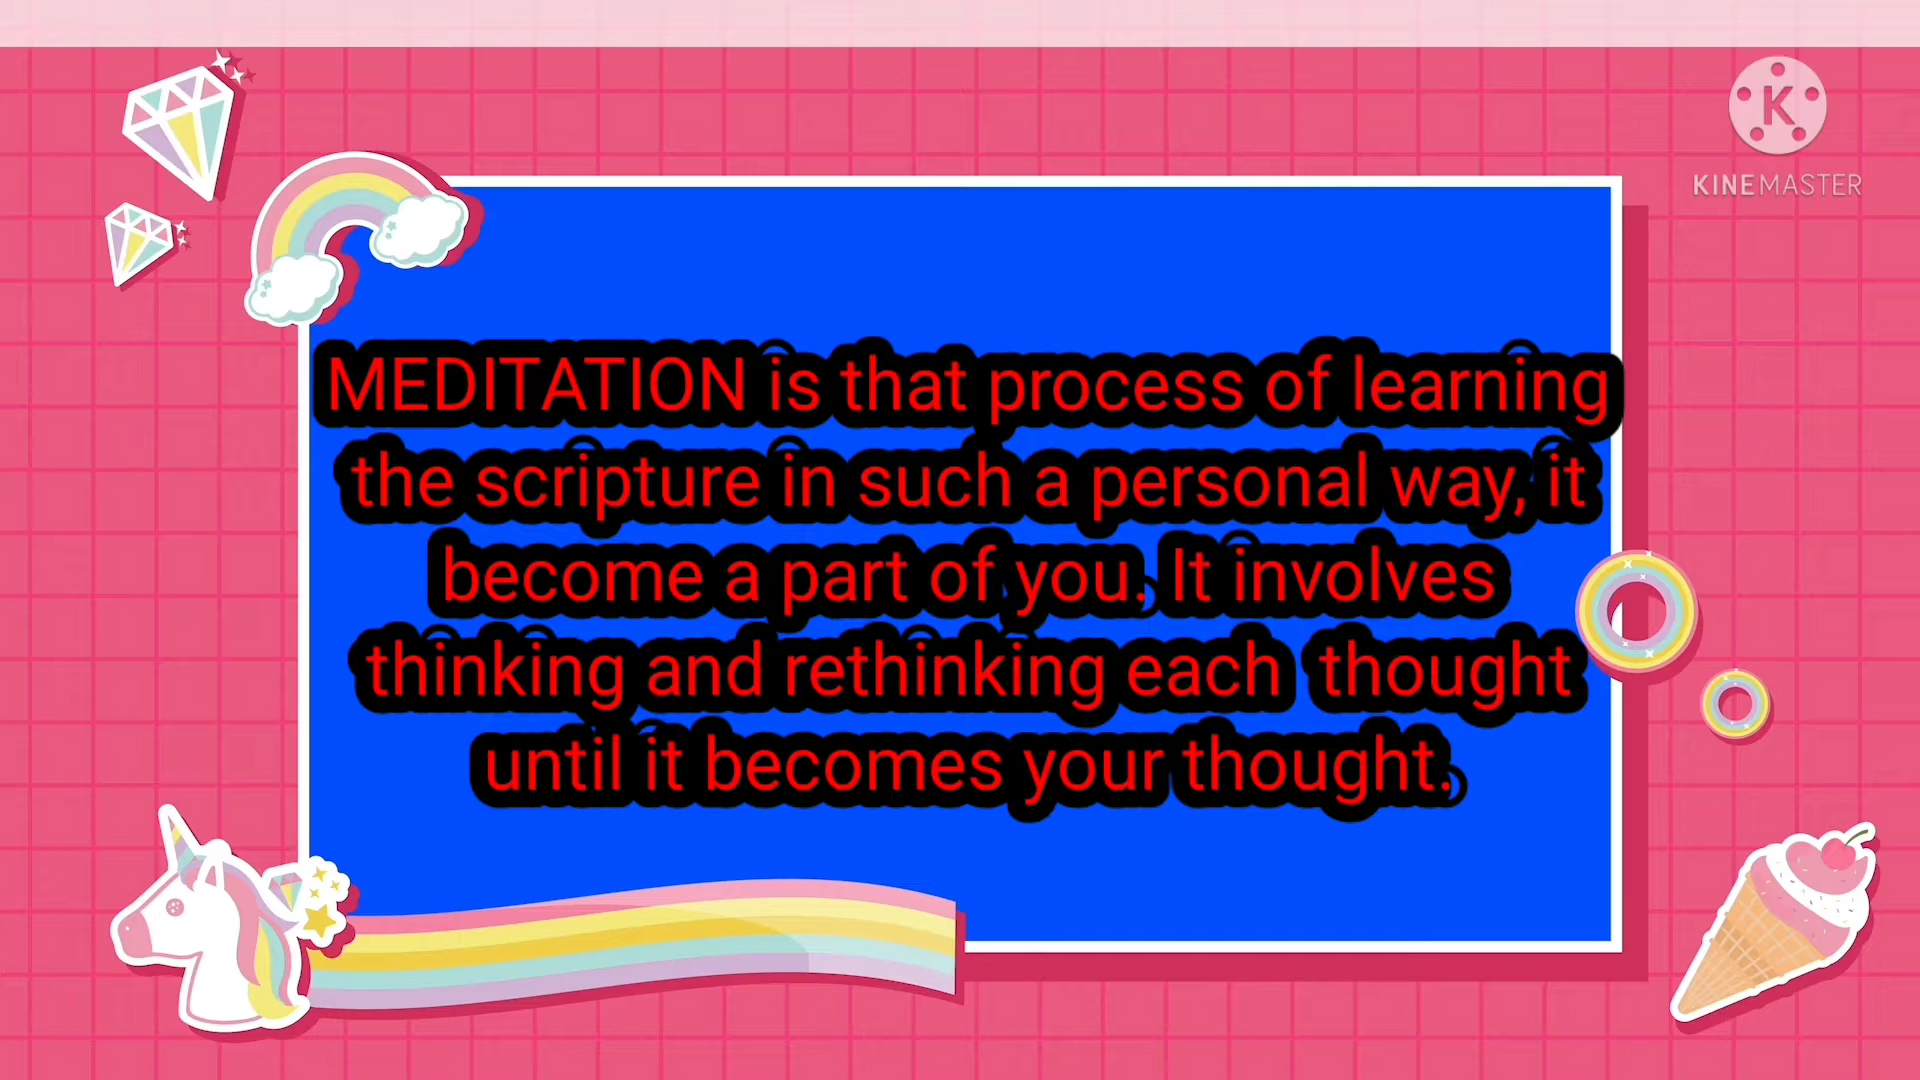 K
KINEMASTER
MEDITATION is that process of learning
the scripture in such a personal way, it
become a part of you. It involves
thinking and rethinking each thought
until it becomes your thought.